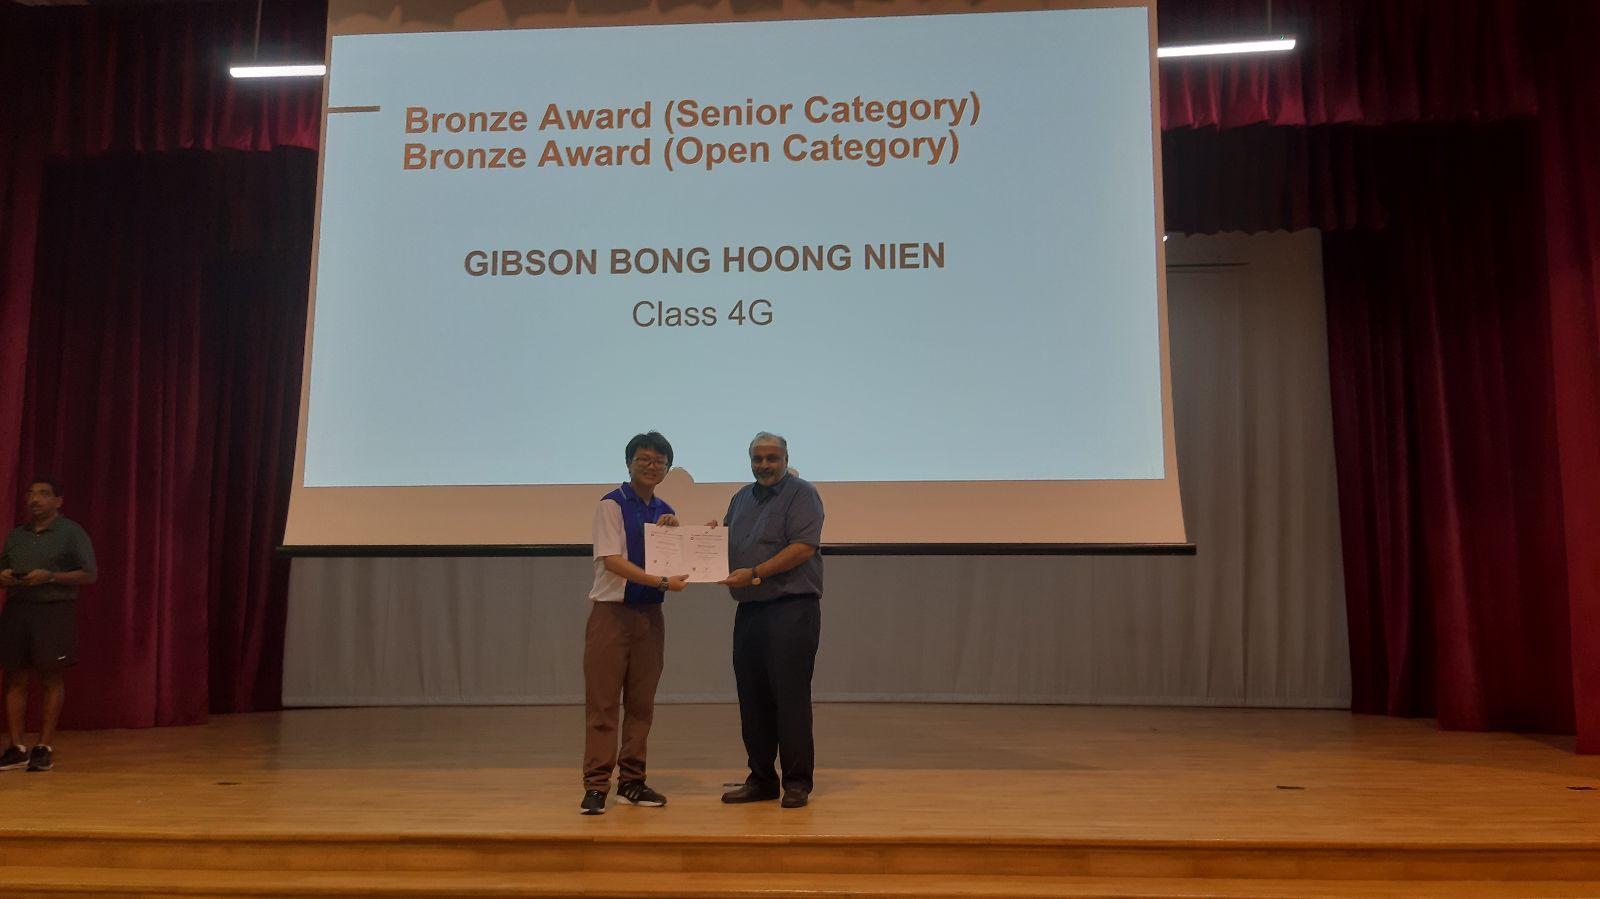 Bronze Award (Senior Category)
Bronze Award (Open Category)
GIBSON BONG HOONG NIEN
Class 4G